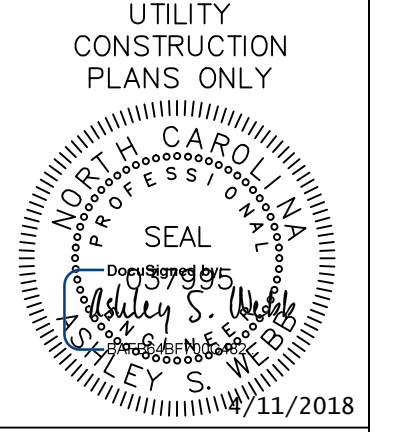 UTILITY
CONSTRUCTION
PLANS ONLY
NORTH CAROLINA
PROFESSIONAL
SEAL
DocuSigned by:
037995
Ashley S. Webb
ENGINEER
ASHLEY S. WEBB
4/11/2018